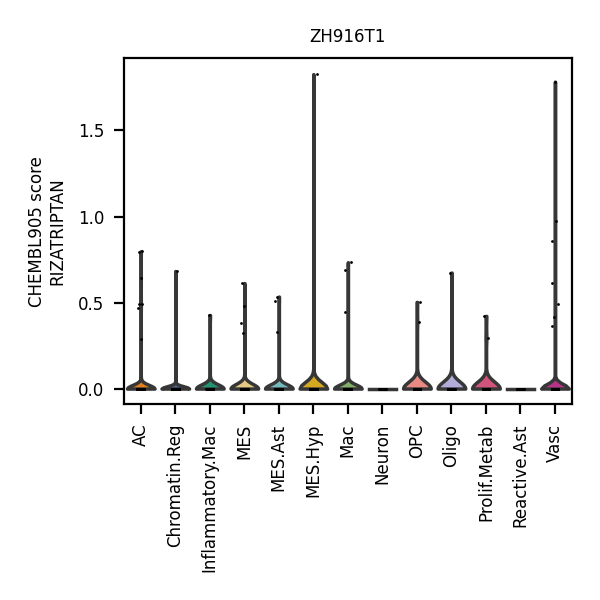 ZH916T1
CHEMBL905 score
RIZATRIPTAN
1.5
1.0
0.5
0.0
AC
Chromatin.Reg
Inflammatory.Mac
MES
MES.Ast
MES.Hyp
Mac
Neuron
OPC
Oligo
Prolif.Metab
Reactive.Ast
Vasc